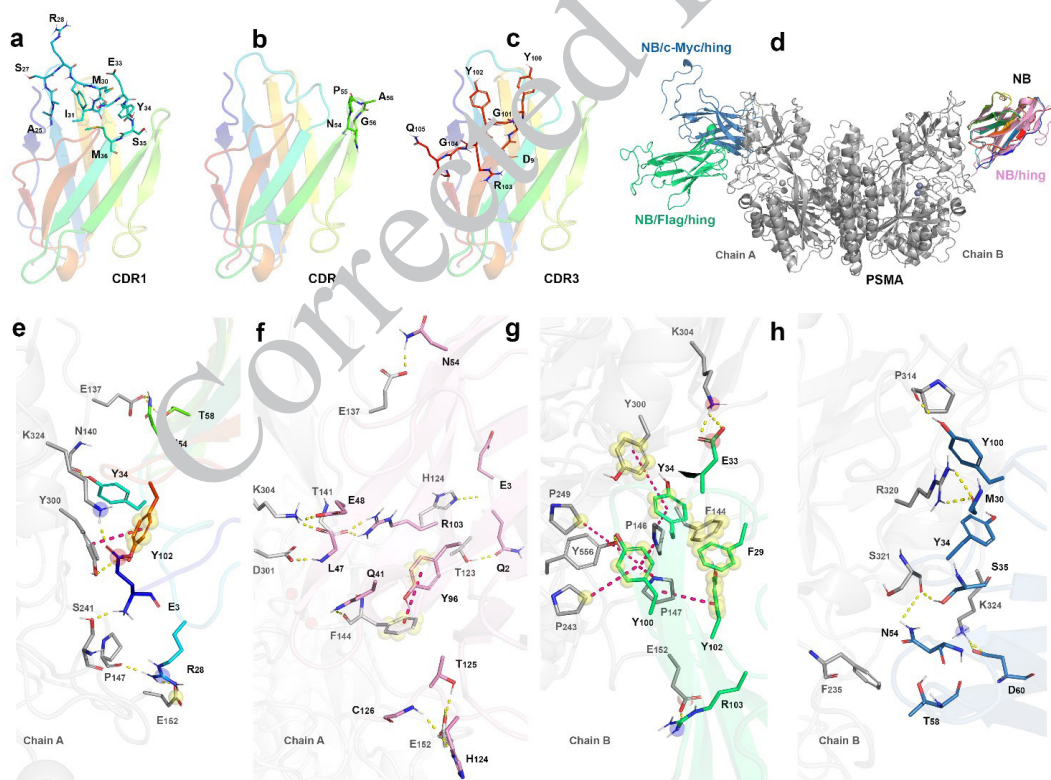 a
R28
S27
E33
M30
I31
Y34
A25
S35
M36
CDR1
b
P55
A56
N54
G56
CDR
c
Y102
Y100
G101
Q105
G104
D9
R103
CDR3
d
NB/c-Myc/hing
NB
NB/hing
NB/Flag/hing
Chain A
Chain B
PSMA
e
E137
T58
54
K324
N140
Y34
Y300
Y102
E3
S241
P147
R28
E152
Chain A
f
N54
E137
H124
E3
K304
T141
E48
R103
D301
L47
T123
Q2
Q41
Y96
F144
T125
C126
E152
H124
Chain A
g
K304
Y300
Y34
E33
P249
P146
F144
Y556
F29
P243
P147
Y100
Y102
E152
R103
Chain B
h
P314
Y100
R320
M30
Y34
S321
S35
K324
N54
D60
F235
T58
Chain B
Corrected